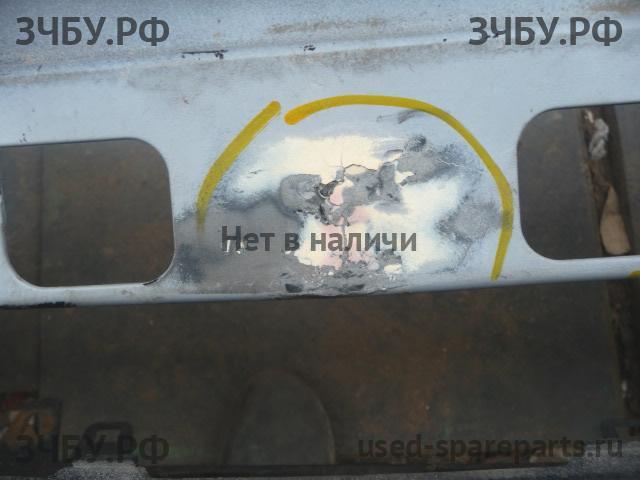 ЗЧБУ.РФ ЗЧБУ.РФ
Нет в наличи
ЗЧБУ.РФ used-spareparts.ru